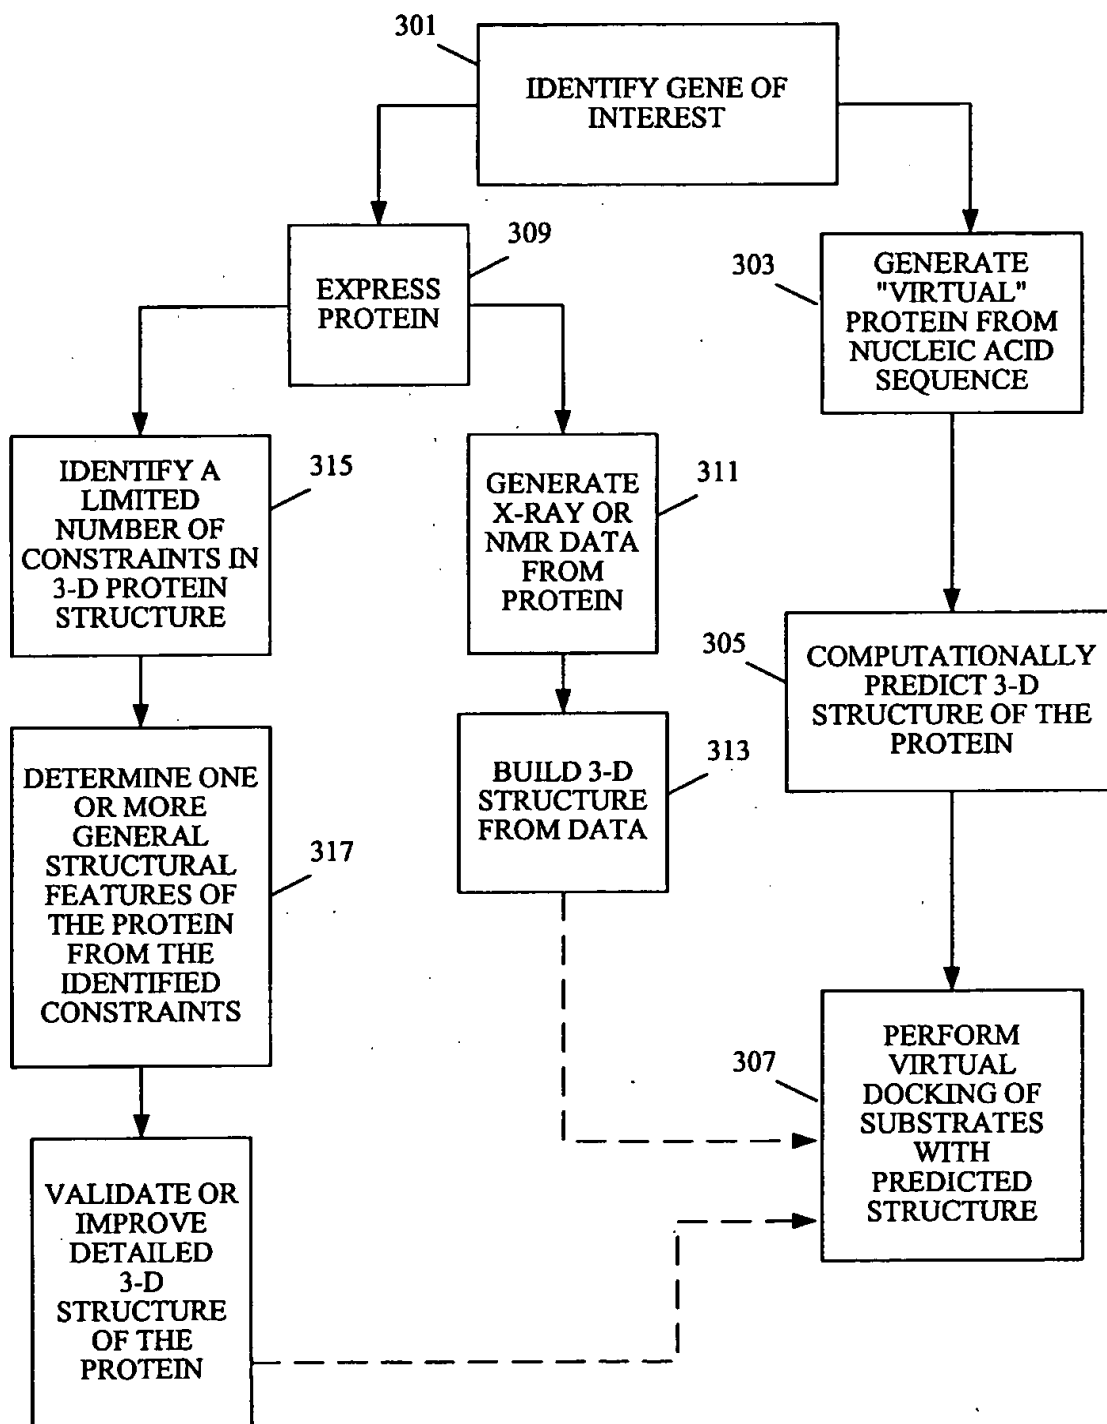 301
IDENTIFY GENE OF
INTEREST
309
EXPRESS
PROTEIN
303
GENERATE
"VIRTUAL"
PROTEIN FROM
NUCLEIC ACID
SEQUENCE
315
IDENTIFY A
LIMITED
NUMBER OF
CONSTRAINTS IN
3-D PROTEIN
STRUCTURE
311
GENERATE
X-RAY OR
NMR DATA
FROM
PROTEIN
305
COMPUTATIONALLY
PREDICT 3-D
STRUCTURE OF THE
PROTEIN
317
DETERMINE ONE
OR MORE
GENERAL
STRUCTURAL
FEATURES OF
THE PROTEIN
FROM THE
IDENTIFIED
CONSTRAINTS
313
BUILD 3-D
STRUCTURE
FROM DATA
307
PERFORM
VIRTUAL
DOCKING OF
SUBSTRATES
WITH
PREDICTED
STRUCTURE
VALIDATE OR
IMPROVE
DETAILED
3-D
STRUCTURE
OF THE
PROTEIN